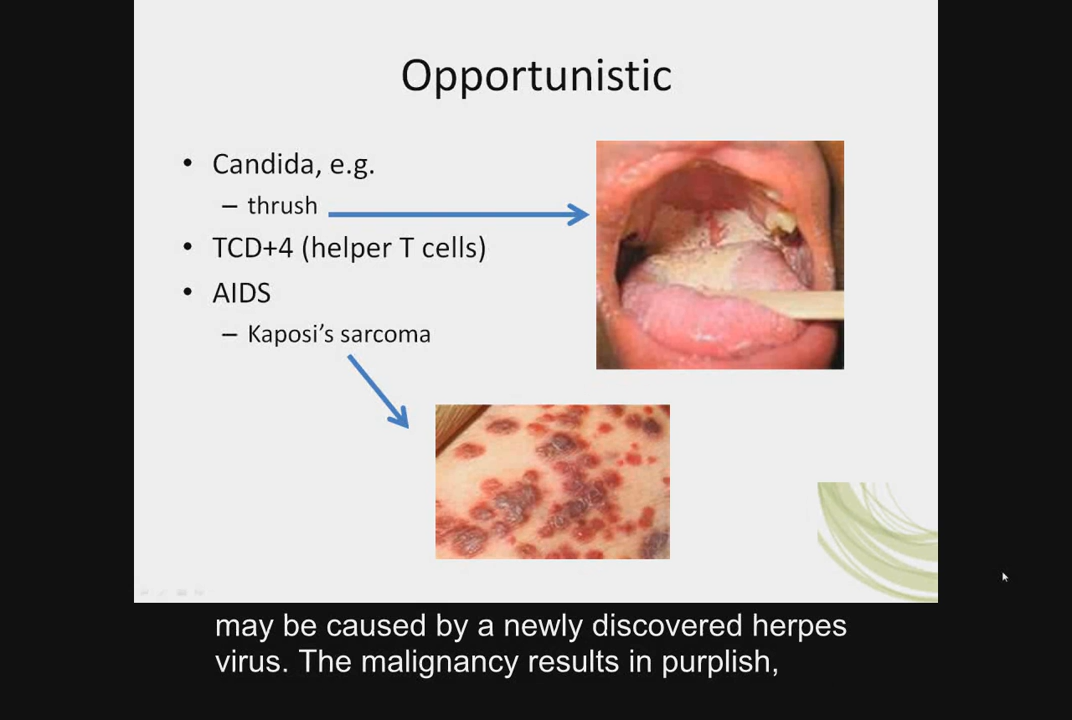 Opportunistic
• Candida, e.g.
– thrush
• TCD+4 (helper T cells)
• AIDS
– Kaposi's sarcoma
may be caused by a newly discovered herpes
virus. The malignancy results in purplish,